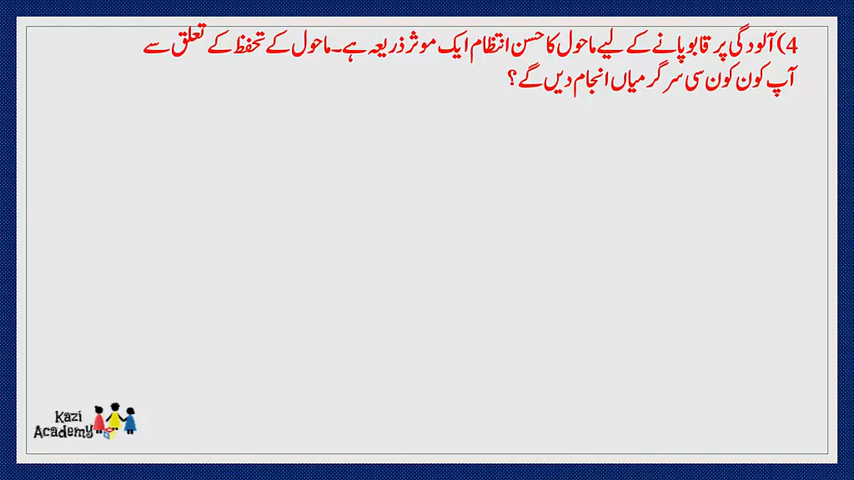 4) آلودگی پر قابو پانے کے لیے ماحول کا حسن انتظام ایک موثر ذریعہ ہے۔ ماحول کے تحفظ کے تعلق سے
آپ کون کون سی سرگرمیاں انجام دیں گے؟
Kazi
Academy